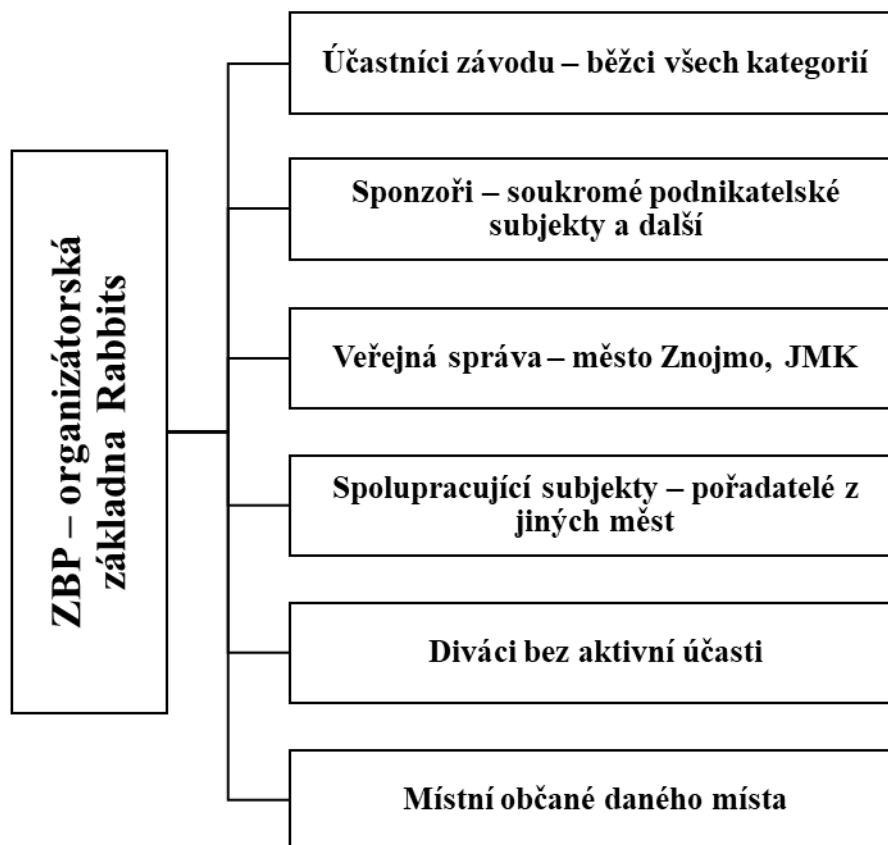 ZBP – organizátorská
základna Rabbits
Účastníci závodu – běžci všech kategorií
Sponzoři – soukromé podnikatelské
subjekty a další
Veřejná správa – město Znojmo, JMK
Spolupracující subjekty – pořadatelé z
jiných měst
Diváci bez aktivní účasti
Místní občané daného místa